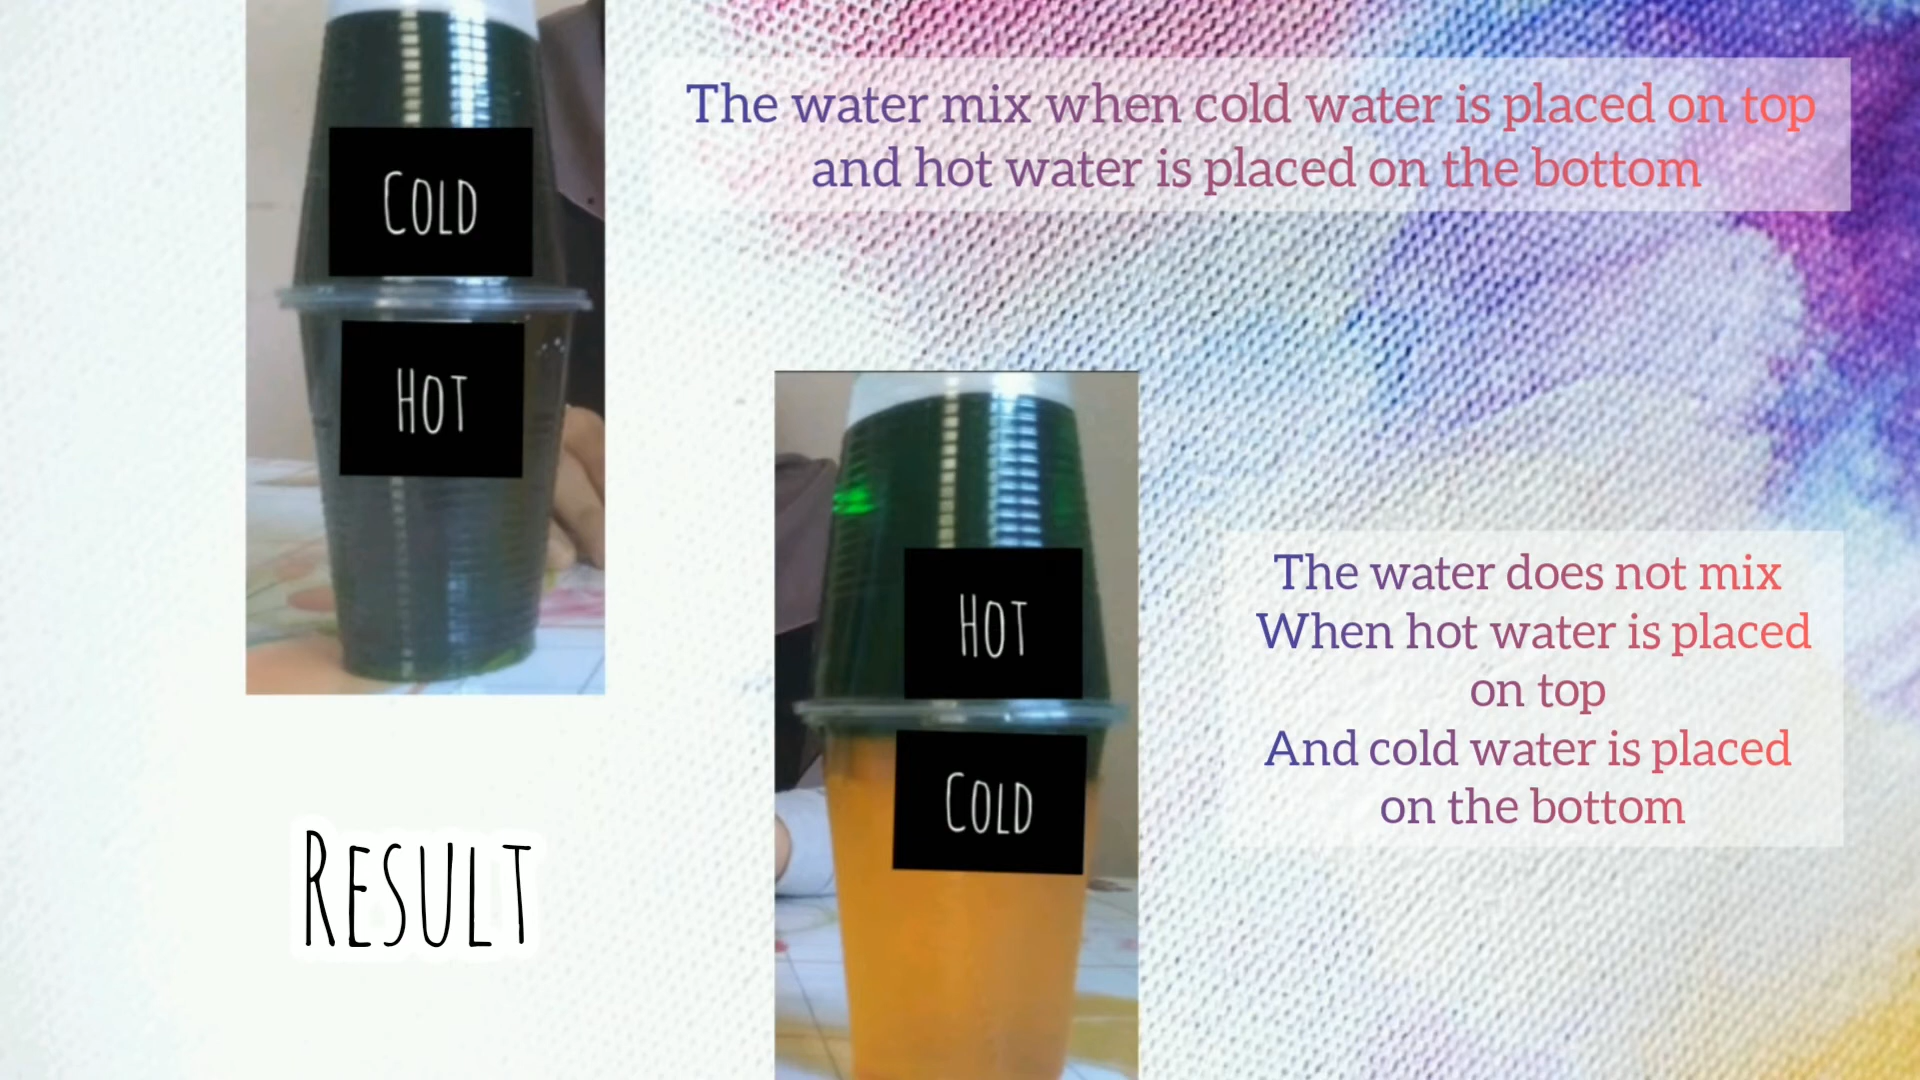 The water mix when cold water is placed on top
and hot water is placed on the bottom
COLD
HOT
HOT
COLD
The water does not mix
When hot water is placed
on top
And cold water is placed
on the bottom
RESULT